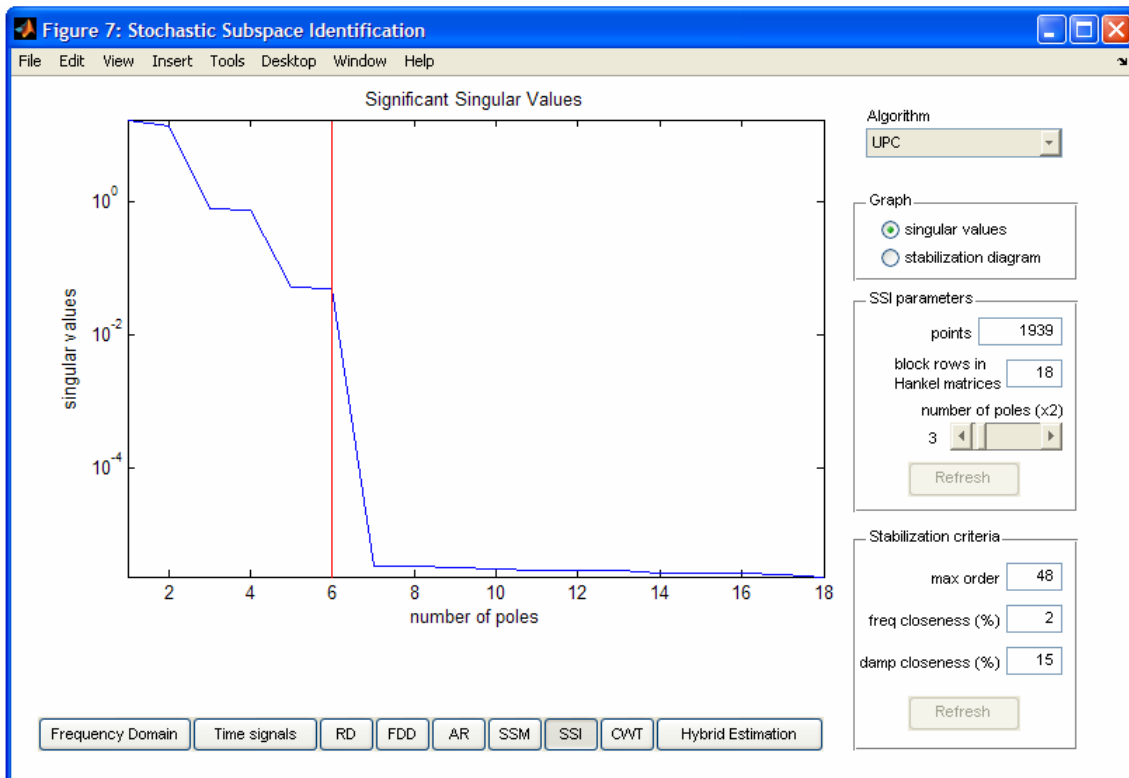 Figure 7: Stochastic Subspace Identification
File Edit View Insert Tools Desktop Window Help
Significant Singular Values
10^0
10^-2
10^-4
singular values
2 4 6 8 10 12 14 16 18
number of poles
Algorithm
UPC
Graph
singular values
stabilization diagram
SSI parameters
points 1939
block rows in
Hankel matrices 18
number of poles (x2)
3
Refresh
Stabilization criteria
max order 48
freq closeness (%) 2
damp closeness (%) 15
Refresh
Frequency Domain Time signals RD FDD AR SSM SSI CWT Hybrid Estimation